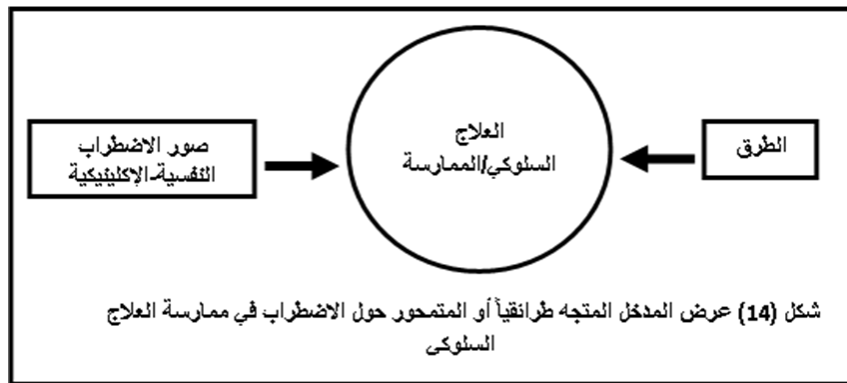 العلاج
السلوكي/الممارسة
صور الاضطراب
النفسية-الإكلينيكية
الطرق
شكل (14) عرض المدخل المتجه طرائقياً أو المتمحور حول الاضطراب في ممارسة العلاج
السلوكي